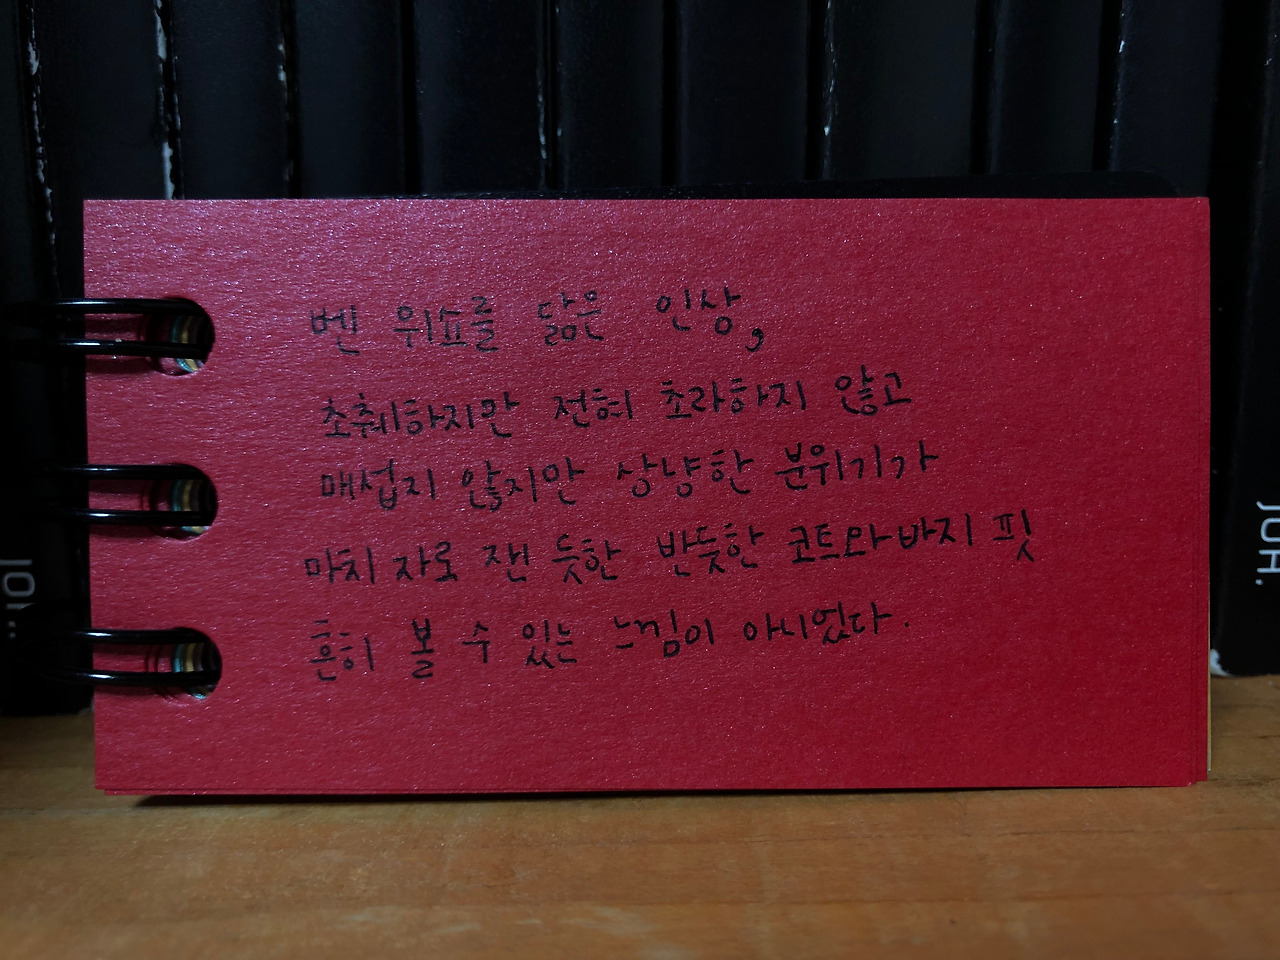 벤 위쇼를 닮은 인상,
초췌하지만 전혀 초라하지 않고
매섭지 않지만 상냥한 분위기가
마치 자로 잰 듯한 반듯한 코트와 바지 핏
흔히 볼 수 있는 느낌이 아니었다.
JOH.